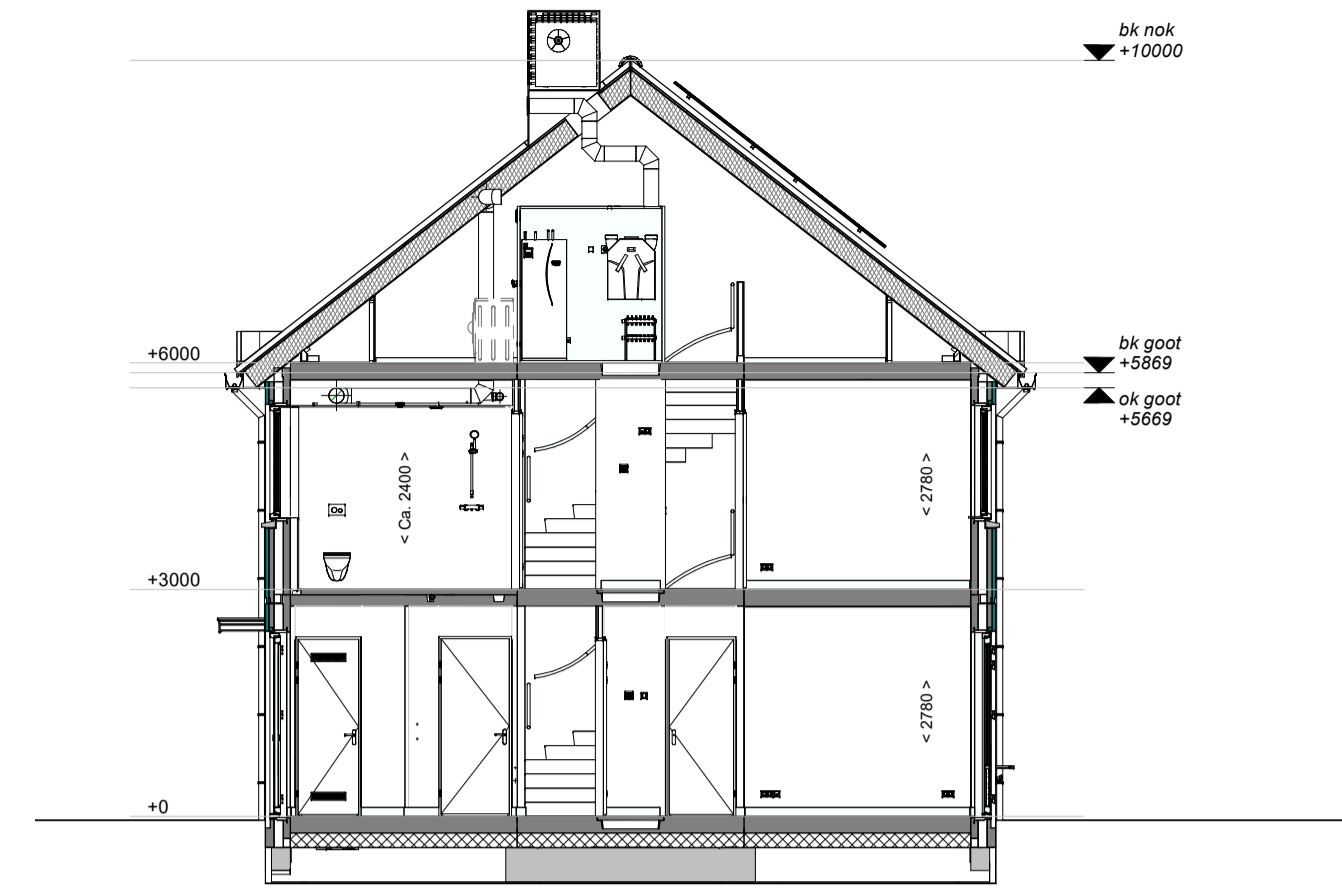 bk nok
+10000
+6000
bk goot
+5869
ok goot
+5669
< Ca. 2400 >
< 2780 >
+3000
< 2780 >
+0